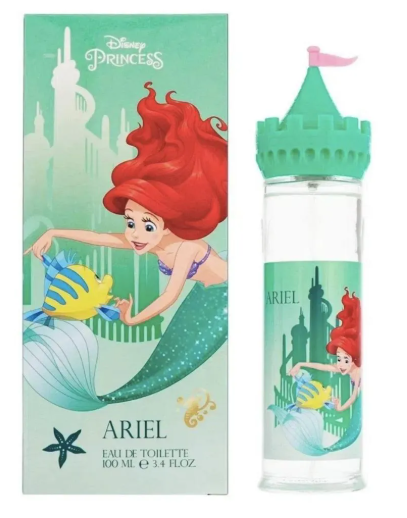 Disney
PRINCESS
ARIEL
EAU DE TOILETTE
100 ML ℮ 3.4 FL.OZ.
ARIEL